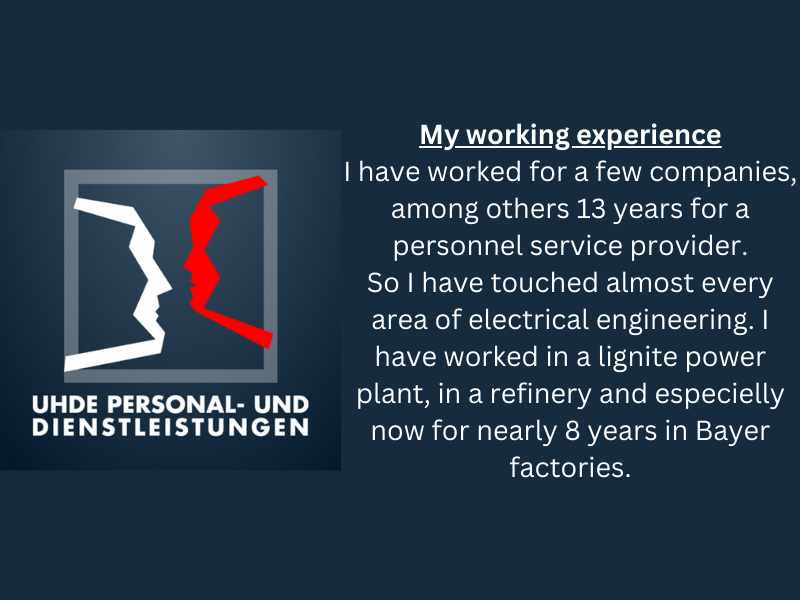 UHDE PERSONAL- UND
DIENSTLEISTUNGEN
My working experience
I have worked for a few companies,
among others 13 years for a
personnel service provider.
So I have touched almost every
area of electrical engineering. I
have worked in a lignite power
plant, in a refinery and especielly
now for nearly 8 years in Bayer
factories.